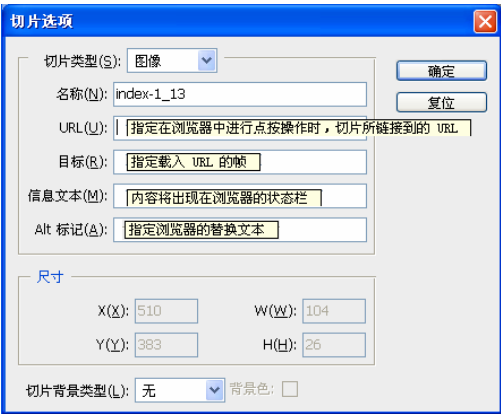 切片选项
切片类型(S): 图像
确定
名称(N): index-1_13
复位
URL(U): 指定在浏览器中进行点按操作时，切片所链接到的 URL
目标(R): 指定载入 URL 的帧
信息文本(M): 内容将出现在浏览器的状态栏
Alt 标记(A): 指定浏览器的替换文本
尺寸
X(X): 510 W(W): 104
Y(Y): 383 H(H): 26
切片背景类型(L): 无 背景色: